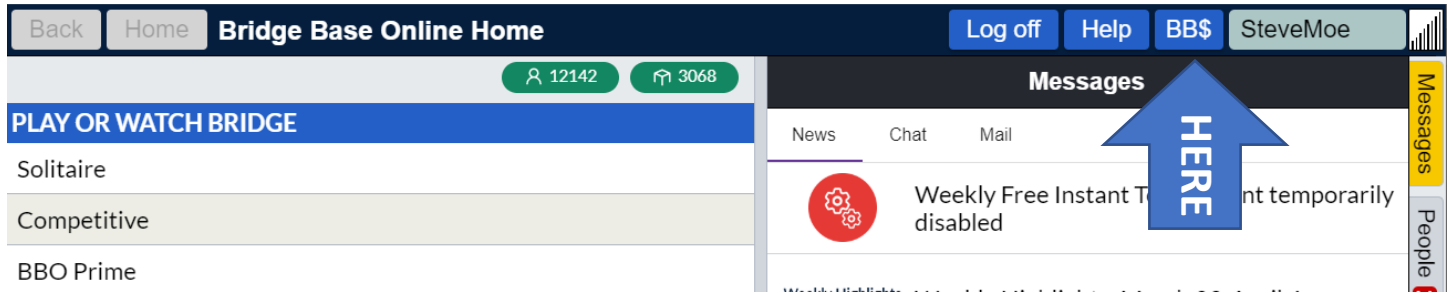 Back Home Bridge Base Online Home Log off Help BB$ SteveMoe
12142 3068
Messages
PLAY OR WATCH BRIDGE
News Chat Mail
Solitaire
Weekly Free Instant nt temporarily
disabled
Competitive
BBO Prime
HERE
Messages
People